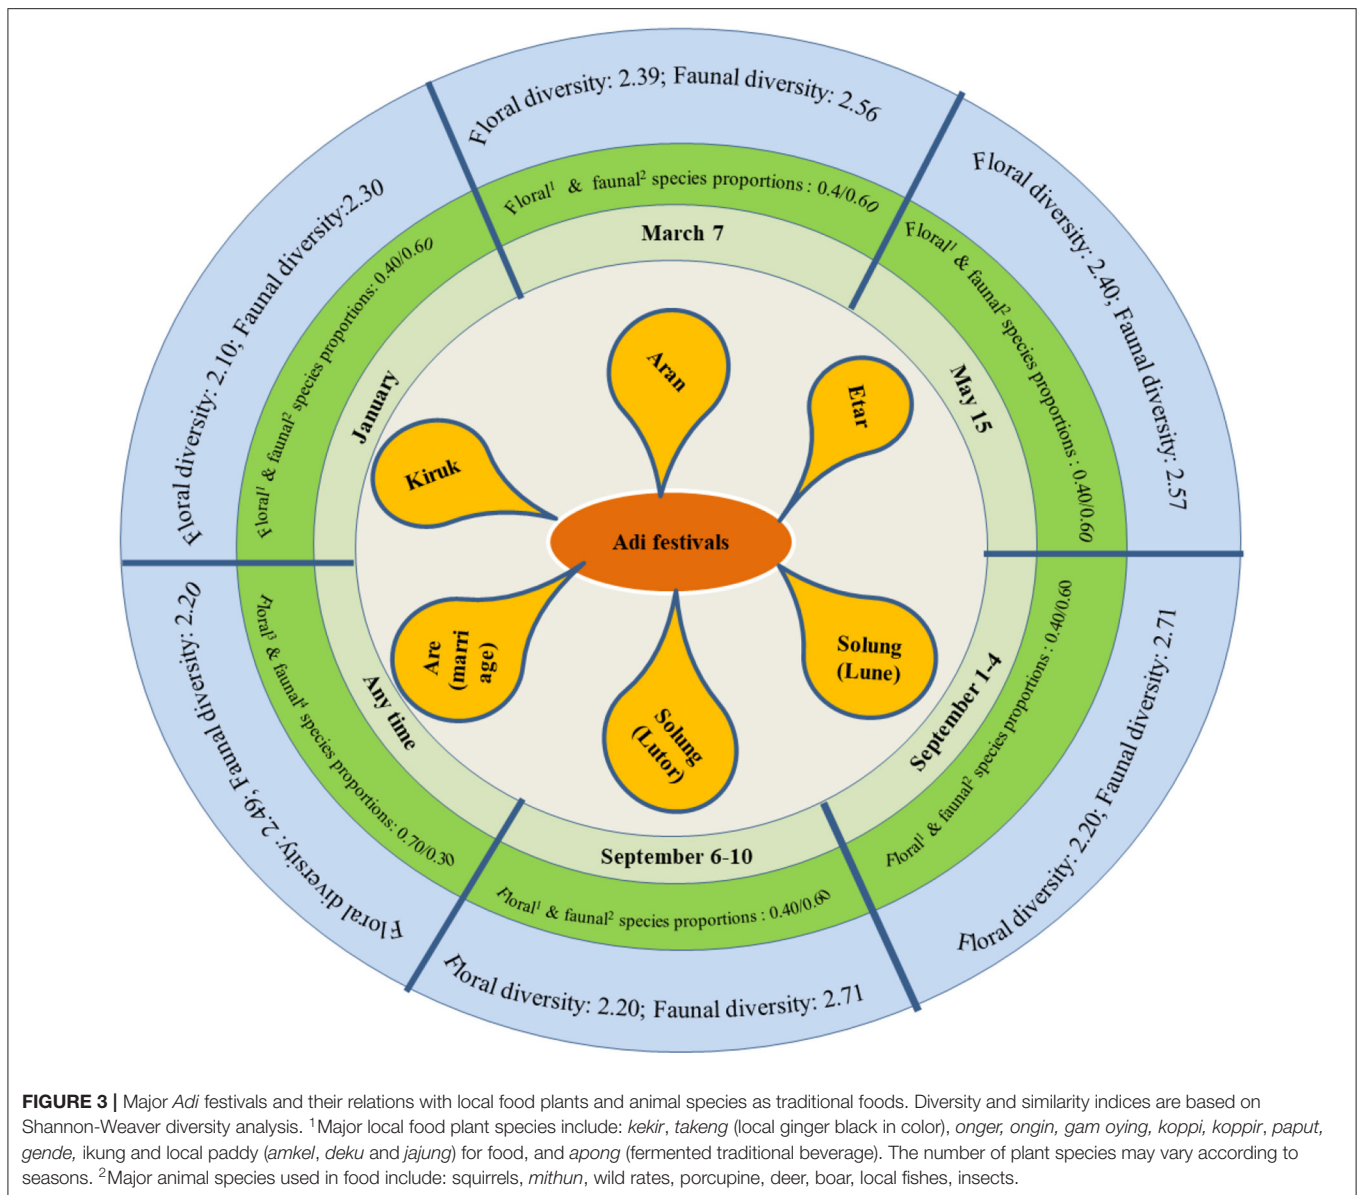 Floral diversity: 2.39; Faunal diversity: 2.56
Floral¹ & faunal² species proportions : 0.4/0.60
March 7
Aran
Floral diversity: 2.40; Faunal diversity: 2.57
Floral¹ & faunal² species proportions : 0.40/0.60
May 15
Etar
Floral diversity: 2.20; Faunal diversity: 2.71
Floral¹ & faunal² species proportions : 0.40/0.60
September 1-4
Solung
(Lune)
Floral diversity: 2.20; Faunal diversity: 2.71
Floral¹ & faunal² species proportions : 0.40/0.60
September 6-10
Solung
(Lutor)
Floral diversity: 2.49; Faunal diversity: 2.20
Floral³ & faunal⁴ species proportions: 0.70/0.30
Any time
Are
(marri
age)
Floral diversity: 2.10; Faunal diversity:2.30
Floral¹ & faunal² species proportions: 0.40/0.60
January
Kiruk
Adi festivals
FIGURE 3 | Major Adi festivals and their relations with local food plants and animal species as traditional foods. Diversity and similarity indices are based on
Shannon-Weaver diversity analysis. ¹Major local food plant species include: kekir, takeng (local ginger black in color), onger, ongin, gam oying, koppi, koppir, paput,
gende, ikung and local paddy (amkel, deku and jajung) for food, and apong (fermented traditional beverage). The number of plant species may vary according to
seasons. ²Major animal species used in food include: squirrels, mithun, wild rates, porcupine, deer, boar, local fishes, insects.